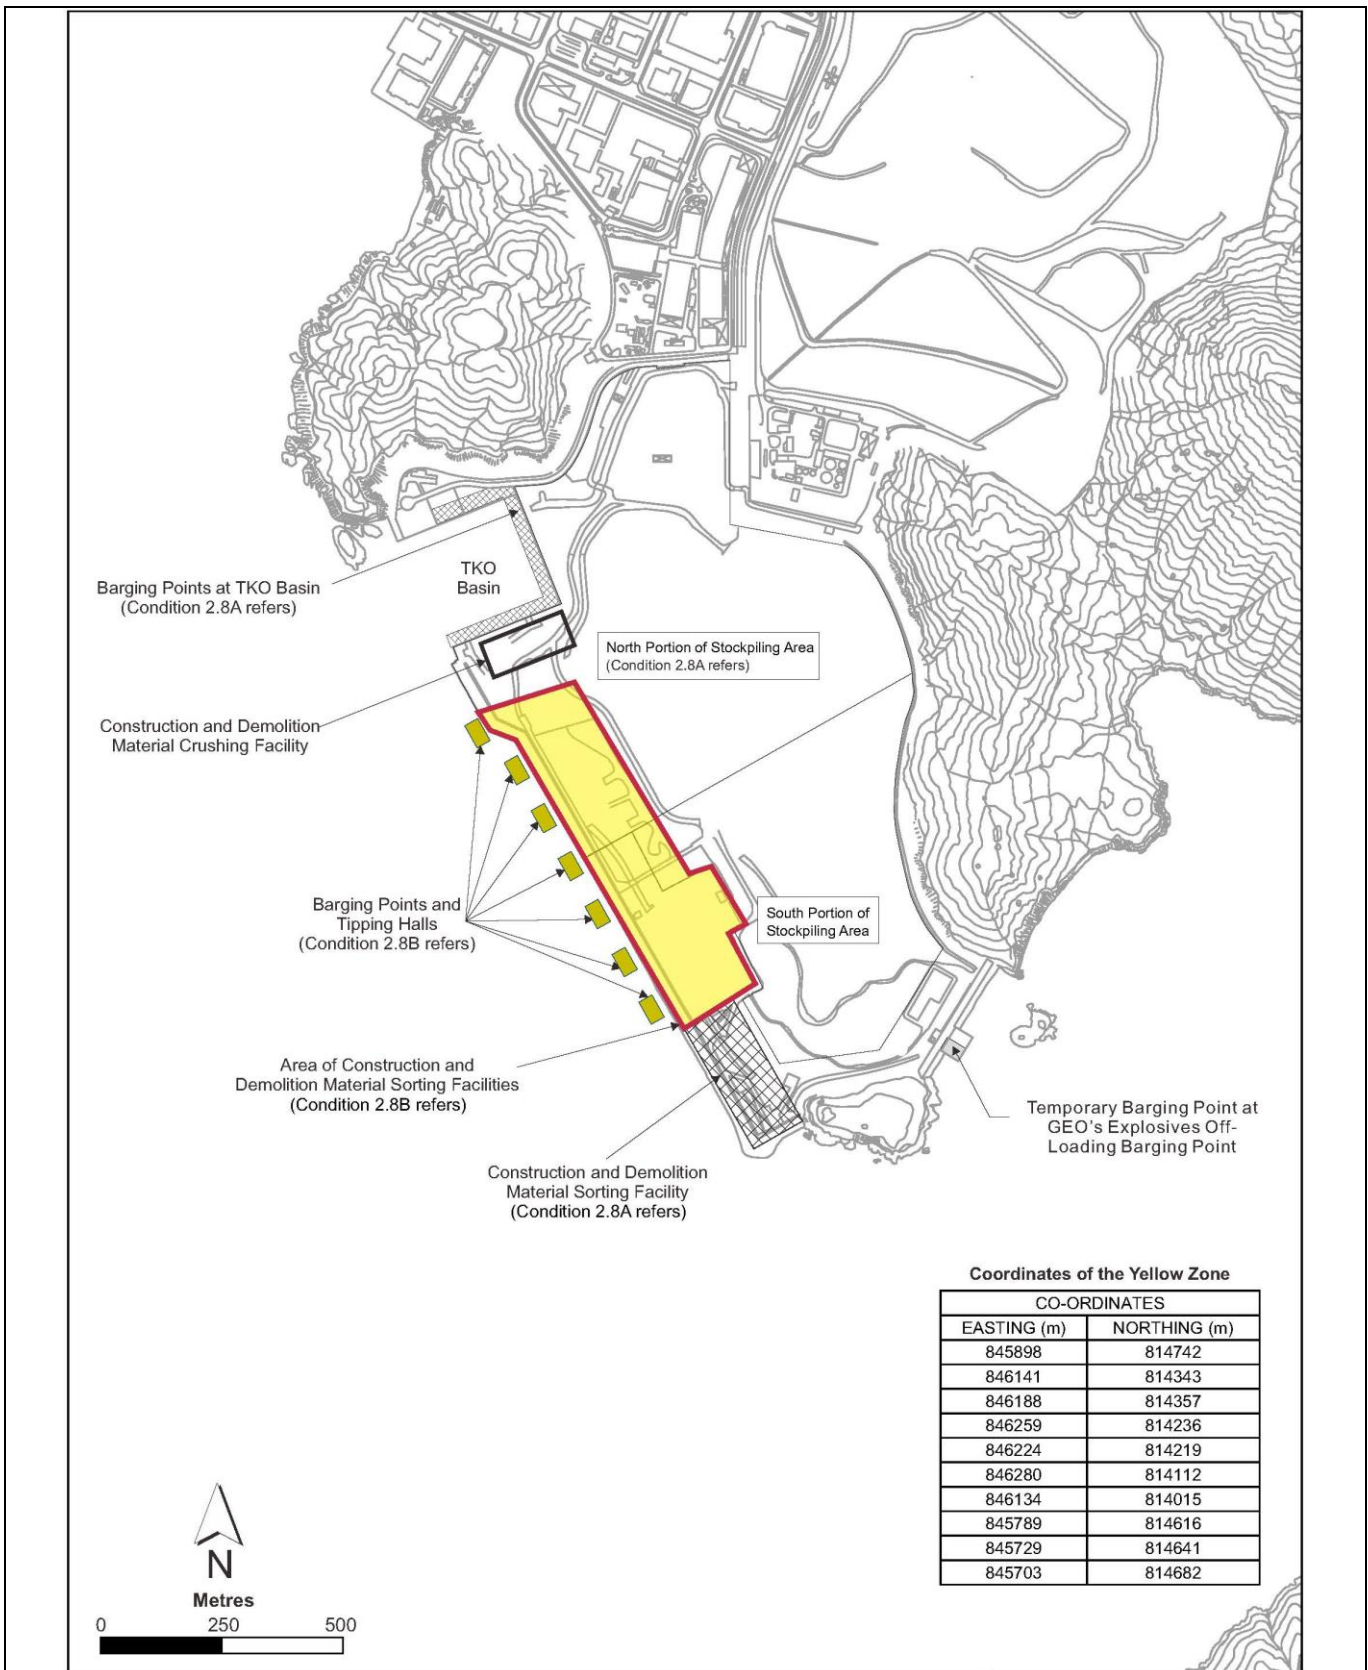 TKO
Basin
Barging Points at TKO Basin
(Condition 2.8A refers)
North Portion of Stockpiling Area
(Condition 2.8A refers)
Construction and Demolition
Material Crushing Facility
Barging Points and
Tipping Halls
(Condition 2.8B refers)
South Portion of
Stockpiling Area
Area of Construction and
Demolition Material Sorting Facilities
(Condition 2.8B refers)
Temporary Barging Point at
GEO's Explosives Off-
Loading Barging Point
Construction and Demolition
Material Sorting Facility
(Condition 2.8A refers)
Coordinates of the Yellow Zone
CO-ORDINATES
EASTING (m) NORTHING (m)
845898 814742
846141 814343
846188 814357
846259 814236
846224 814219
846280 814112
846134 814015
845789 814616
845729 814641
845703 814682
N
Metres
0 250 500